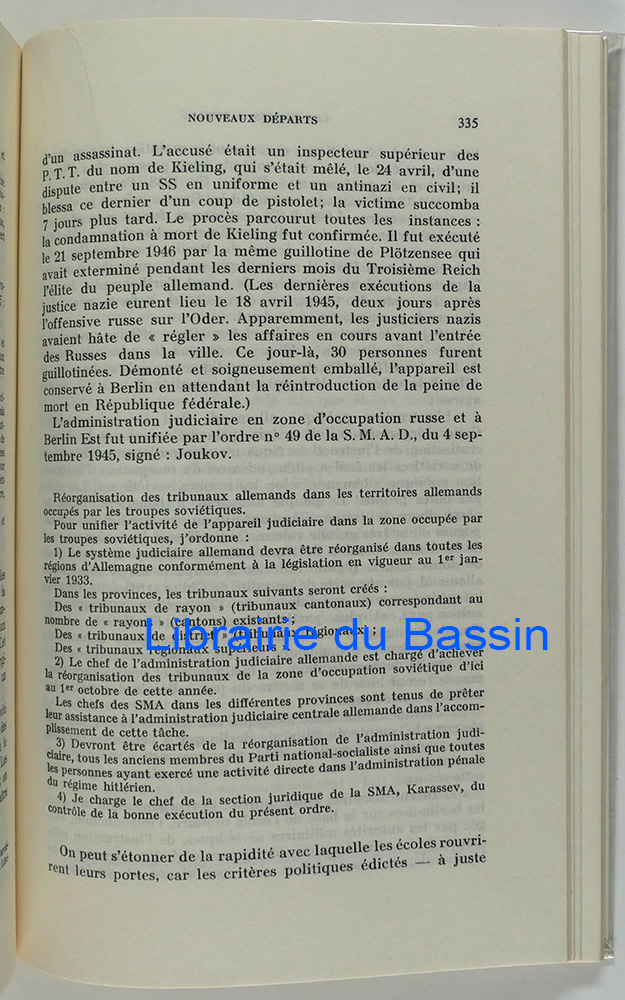 NOUVEAUX DÉPARTS
335
d'un assassinat. L'accusé était un inspecteur supérieur des
P.T.T. du nom de Kieling, qui s'était mêlé, le 24 avril, d'une
dispute entre un SS en uniforme et un antinazi en civil; il
blessa ce dernier d'un coup de pistolet; la victime succomba
7 jours plus tard. Le procès parcourut toutes les instances :
la condamnation à mort de Kieling fut confirmée. Il fut exécuté
le 21 septembre 1946 par la même guillotine de Plötzensee qui
avait exterminé pendant les derniers mois du Troisième Reich
l'élite du peuple allemand. (Les dernières exécutions de la
justice nazie eurent lieu le 18 avril 1945, deux jours après
l'offensive russe sur l'Oder. Apparemment, les justiciers nazis
avaient hâte de « régler » les affaires en cours avant l'entrée
des Russes dans la ville. Ce jour-là, 30 personnes furent
guillotinées. Démonté et soigneusement emballé, l'appareil est
conservé à Berlin en attendant la réintroduction de la peine de
mort en République fédérale.)
L'administration judiciaire en zone d'occupation russe et à
Berlin Est fut unifiée par l'ordre n° 49 de la S. M. A. D., du 4 sep-
tembre 1945, signé : Joukov.
Réorganisation des tribunaux allemands dans les territoires allemands
occupés par les troupes soviétiques.
Pour unifier l'activité de l'appareil judiciaire dans la zone occupée par
les troupes soviétiques, j'ordonne :
1) Le système judiciaire allemand devra être réorganisé dans toutes les
régions d'Allemagne conformément à la législation en vigueur au 1er jan-
vier 1933.
Dans les provinces, les tribunaux suivants seront créés :
Des « tribunaux de rayon » (tribunaux cantonaux) correspondant au
nombre de « rayons » (cantons) existants ;
Des « tribunaux de district » (tribunaux régionaux) ;
Des « tribunaux régionaux supérieurs ».
Librairie du Bassin
2) Le chef de l'administration judiciaire allemande est chargé d'achever
la réorganisation des tribunaux de la zone d'occupation soviétique d'ici
au 1er octobre de cette année.
Les chefs des SMA dans les différentes provinces sont tenus de prêter
leur assistance à l'administration judiciaire centrale allemande dans l'accom-
plissement de cette tâche.
3) Devront être écartés de la réorganisation de l'administration judi-
ciaire, tous les anciens membres du Parti national-socialiste ainsi que toutes
les personnes ayant exercé une activité directe dans l'administration pénale
du régime hitlérien.
4) Je charge le chef de la section juridique de la SMA, Karassev, du
contrôle de la bonne exécution du présent ordre.
On peut s'étonner de la rapidité avec laquelle les écoles rouvri-
rent leurs portes, car les critères politiques édictés — à juste